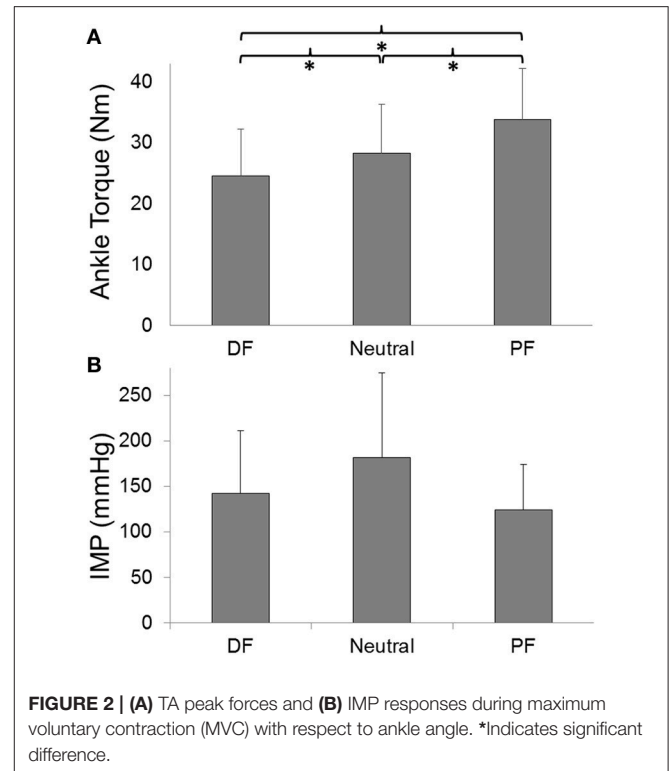 A
*
* *
Ankle Torque (Nm)
40
30
20
10
0
DF Neutral PF
B
IMP (mmHg)
250
200
150
100
50
0
DF Neutral PF
FIGURE 2 | (A) TA peak forces and (B) IMP responses during maximum
voluntary contraction (MVC) with respect to ankle angle. *Indicates significant
difference.